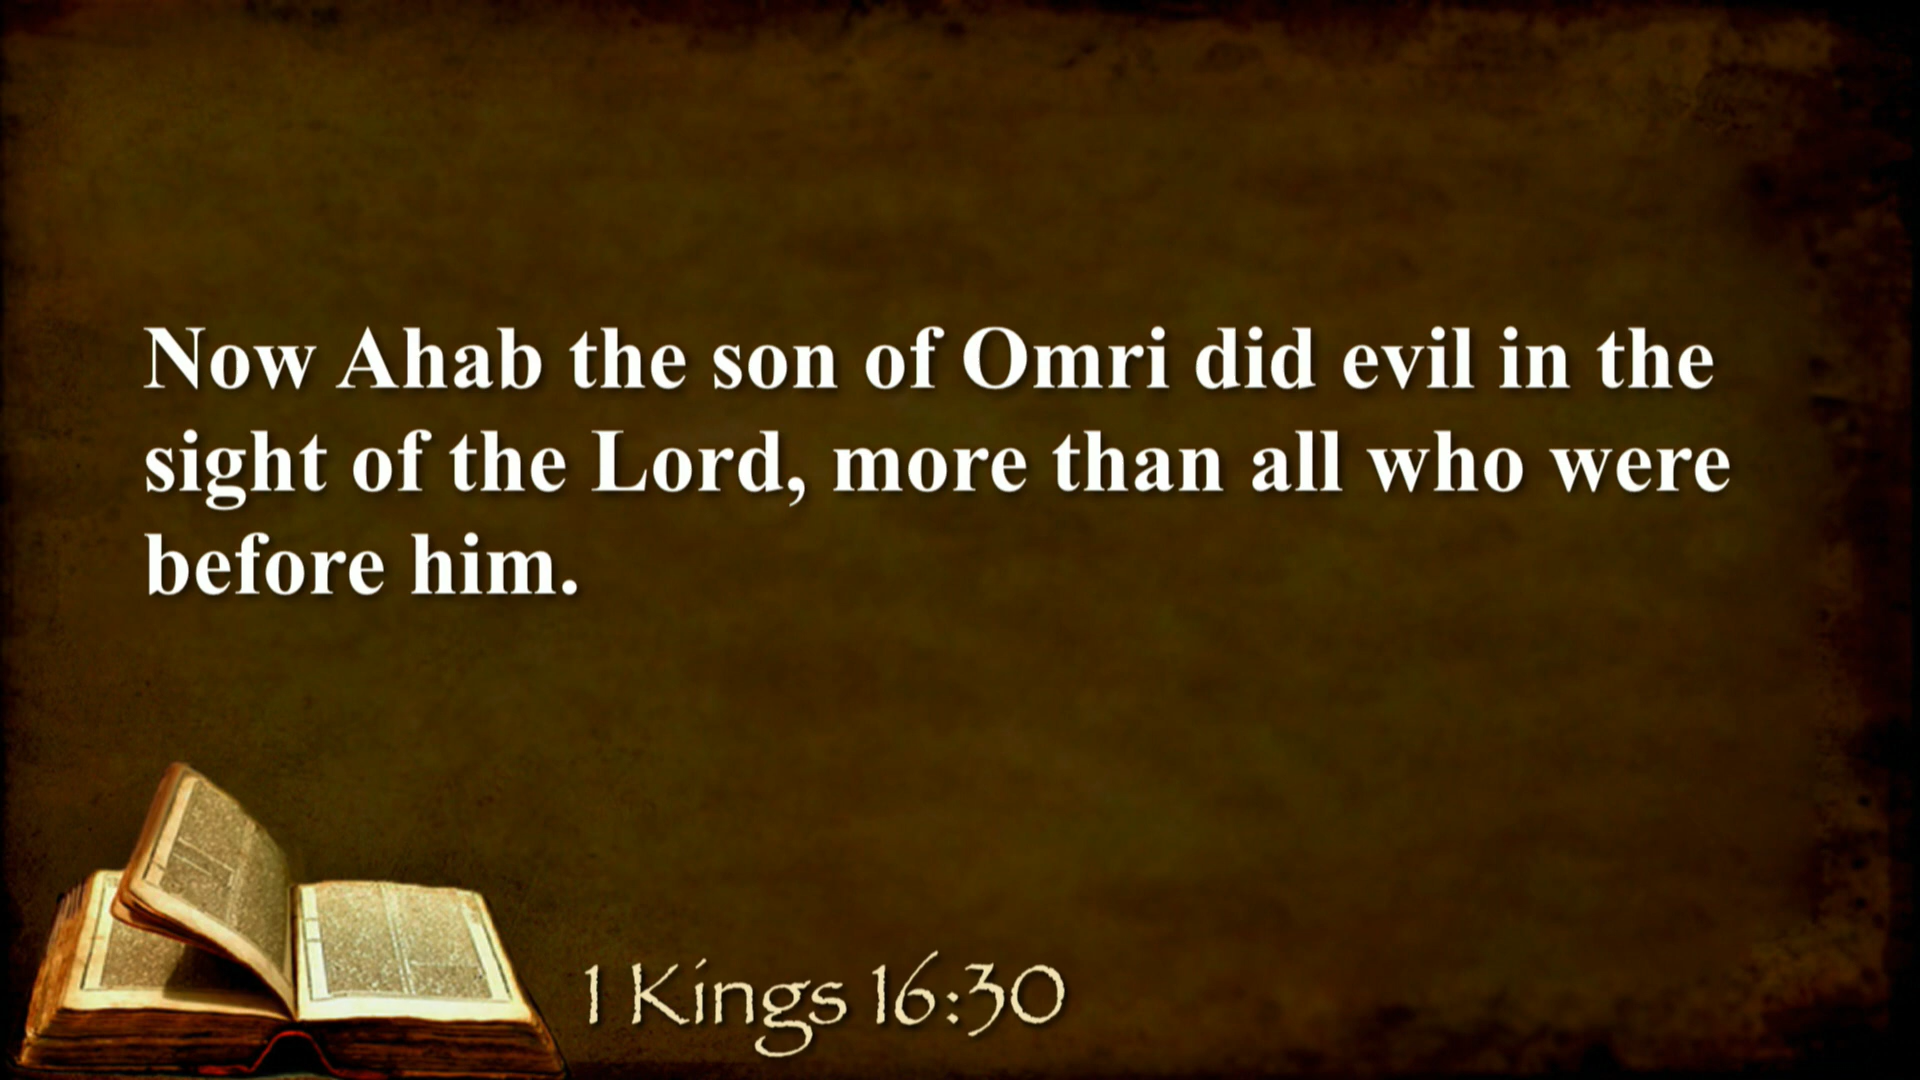 Now Ahab the son of Omri did evil in the
sight of the Lord, more than all who were
before him.
1 Kings 16:30